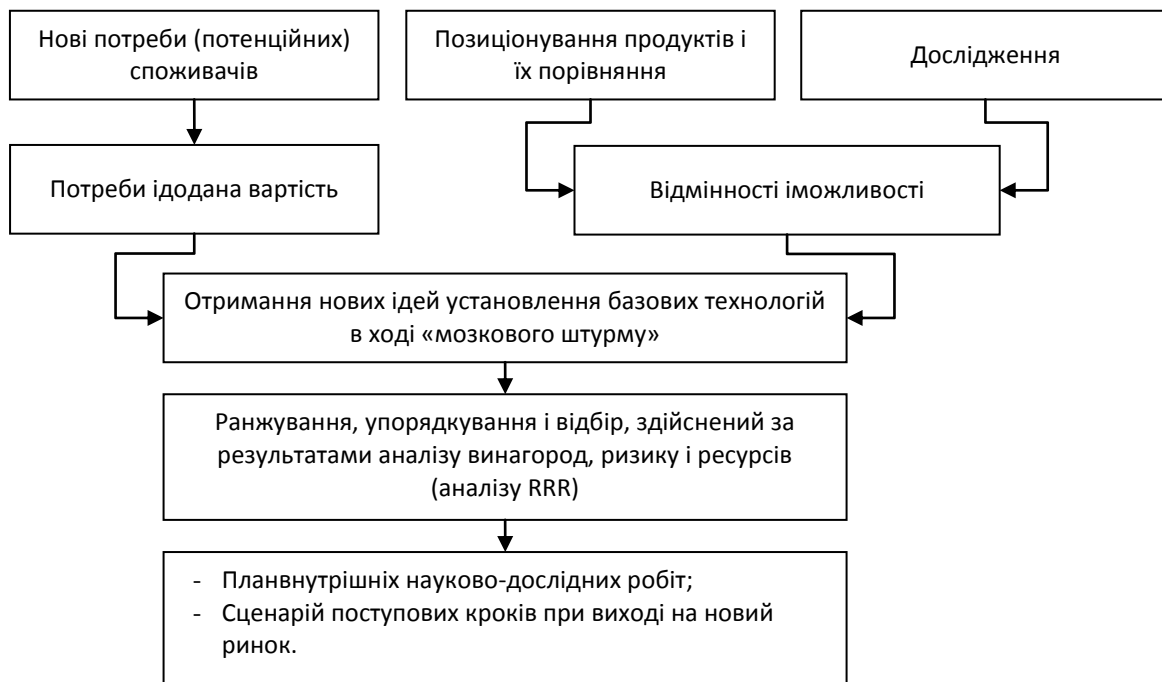 Нові потреби (потенційних)
споживачів
Позиціонування продуктів і
їх порівняння
Дослідження
Потреби ідодана вартість
Відмінності іможливості
Отримання нових ідей установлення базових технологій
в ході «мозкового штурму»
Ранжування, упорядкування і відбір, здійснений за
результатами аналізу винагород, ризику і ресурсів
(аналізу RRR)
- Планвнутрішніх науково-дослідних робіт;
- Сценарій поступових кроків при виході на новий
ринок.